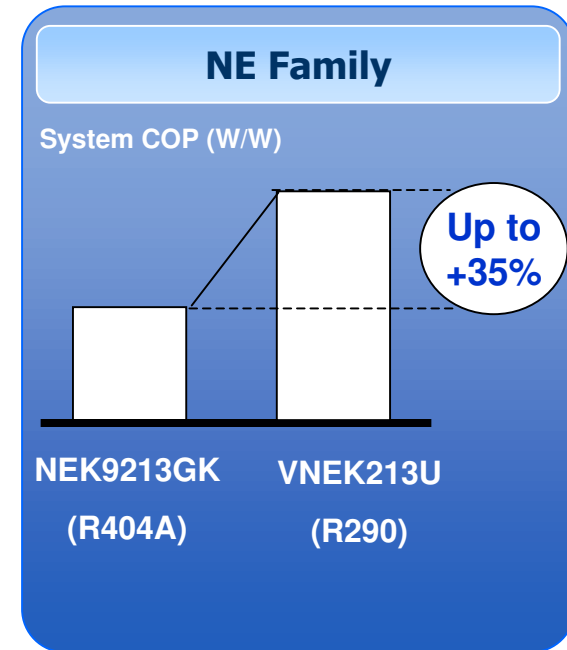 NE Family
System COP (W/W)
Up to
+35%
NEK9213GK
VNEK213U
(R404A)
(R290)